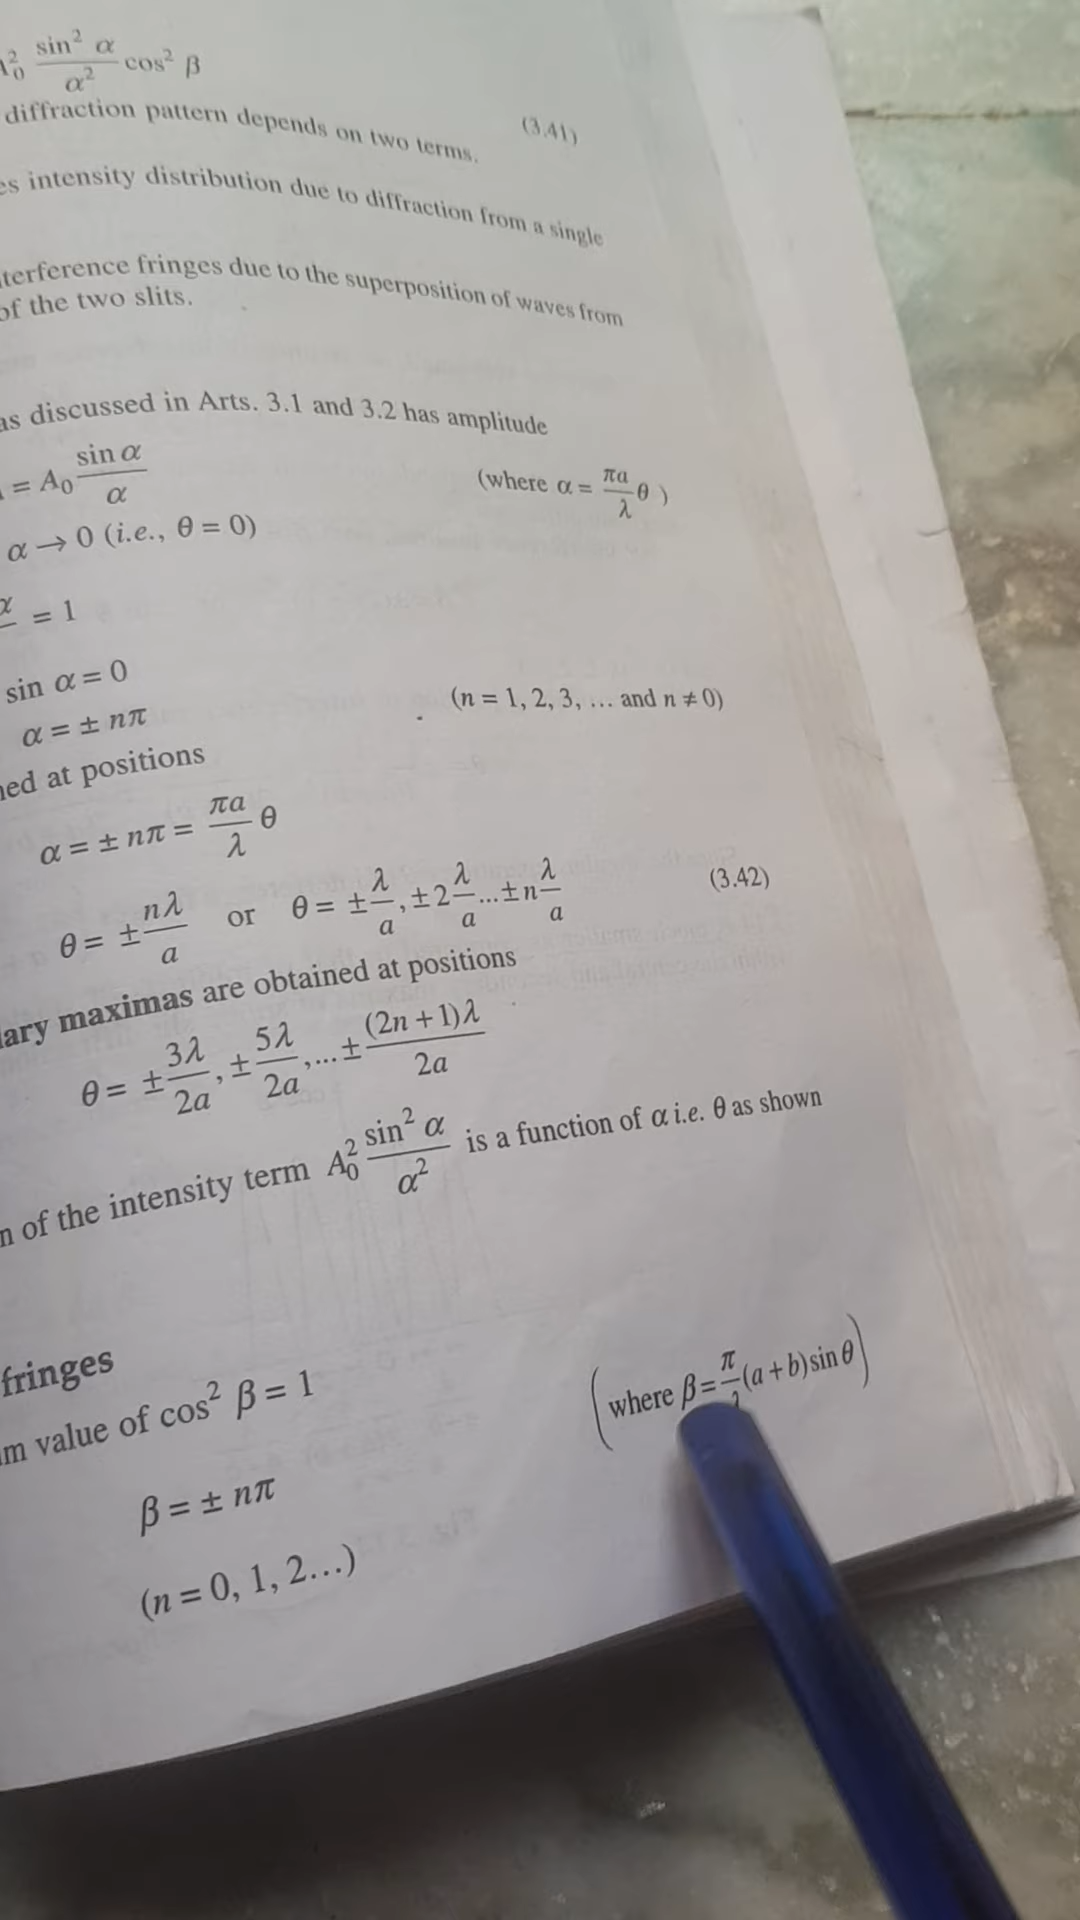 sin² α / α² cos² β
(3.41)
diffraction pattern depends on two terms.
intensity distribution due to diffraction from a single
fringes due to the superposition of waves from
of the two slits.
as discussed in Arts. 3.1 and 3.2 has amplitude
= A₀ sin α / α (where α = πa/λ θ )
α → 0 (i.e., θ = 0)
= 1
sin α = 0
α = ± nπ (n = 1, 2, 3, ... and n ≠ 0)
at positions
α = ± nπ = πa/λ θ
θ = ± nλ/a or θ = ± λ/a, ±2 λ/a ... ±n λ/a (3.42)
maximas are obtained at positions
θ = ± 3λ/2a, ± 5λ/2a, ... ± (2n + 1)λ/2a
of the intensity term A₀² sin² α / α² is a function of α i.e. θ as shown
fringes
value of cos² β = 1 (where β = π (a + b) sin θ)
β = ± nπ
(n = 0, 1, 2...)